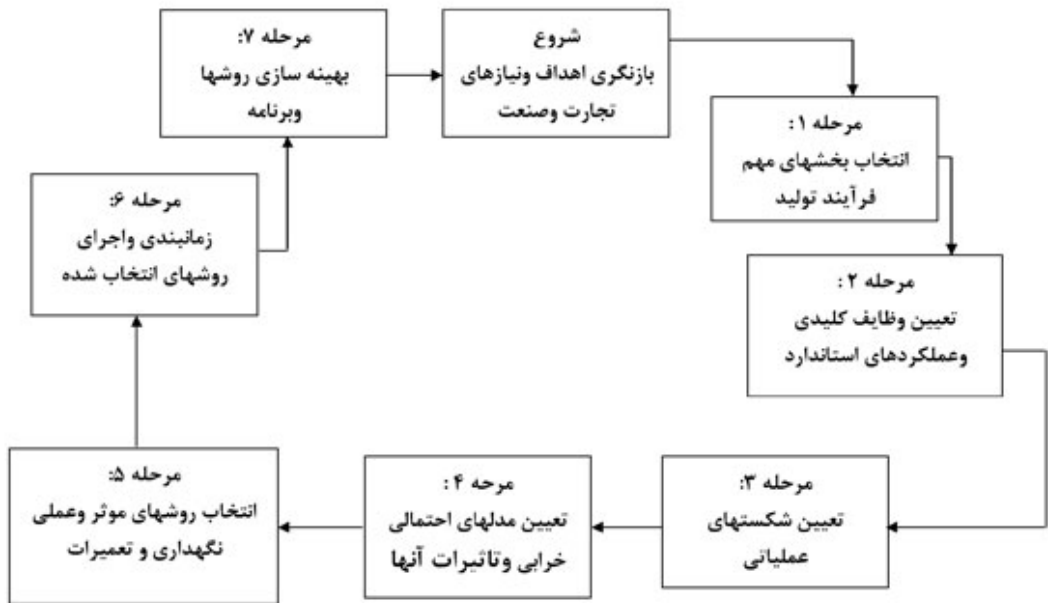 شروع
بازنگری اهداف ونیازهای
تجارت وصنعت
مرحله ۱:
انتخاب بخشهای مهم
فرآیند تولید
مرحله ۲ :
تعیین وظایف کلیدی
وعملکردهای استاندارد
مرحله ۳:
تعیین شکستهای
عملیاتی
مرحه ۴ :
تعیین مدلهای احتمالی
خرابی وتاثیرات آنها
مرحله ۵:
انتخاب روشهای موثر وعملی
نگهداری و تعمیرات
مرحله ۶:
زمانبندی واجرای
روشهای انتخاب شده
مرحله ۷:
بهینه سازی روشها
وبرنامه